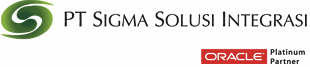 PT SIGMA SOLUSI INTEGRASI
ORACLE Platinum
Partner